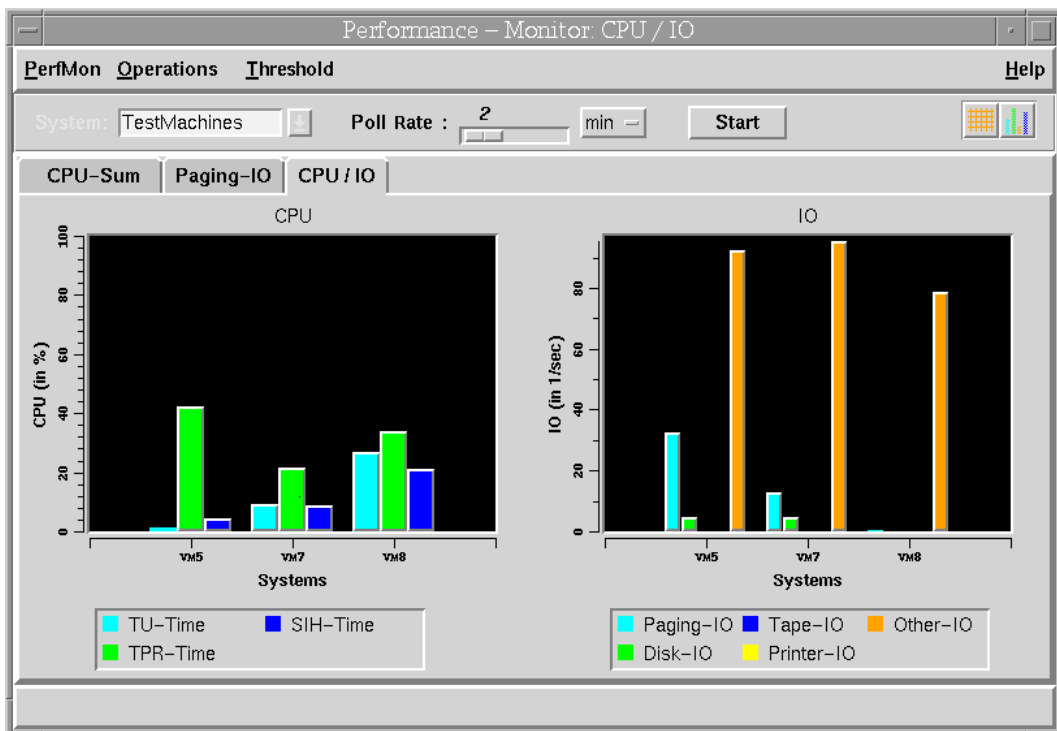 Performance – Monitor: CPU / IO
PerfMon Operations Threshold Help
System: TestMachines Poll Rate : 2 min Start
CPU–Sum Paging–IO CPU / IO
CPU
100
80
60
40
20
0
CPU (in %)
VM5 VM7 VM8
Systems
TU–Time SIH–Time
TPR–Time
IO
80
60
40
20
0
IO (in 1/sec)
VM5 VM7 VM8
Systems
Paging–IO Tape–IO Other–IO
Disk–IO Printer–IO